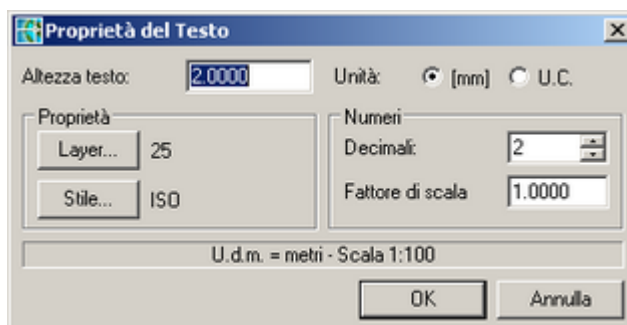 Proprietà del Testo
Altezza testo: 2.0000 Unità: [mm] U.C.
Proprietà
Layer... 25
Stile... ISO
Numeri
Decimali: 2
Fattore di scala 1.0000
U.d.m. = metri - Scala 1:100
OK Annulla